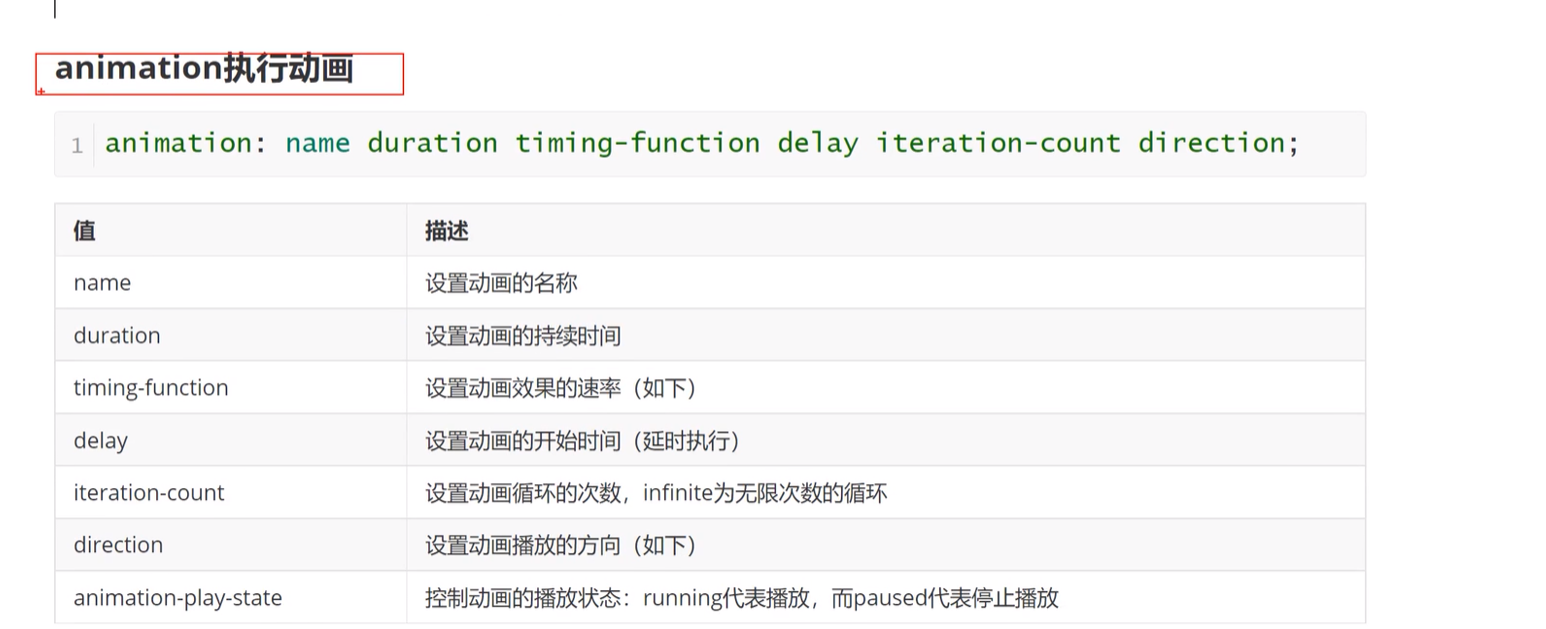 animation执行动画
1 animation: name duration timing-function delay iteration-count direction;
值 描述
name 设置动画的名称
duration 设置动画的持续时间
timing-function 设置动画效果的速率（如下）
delay 设置动画的开始时间（延时执行）
iteration-count 设置动画循环的次数，infinite为无限次数的循环
direction 设置动画播放的方向（如下）
animation-play-state 控制动画的播放状态：running代表播放，而paused代表停止播放